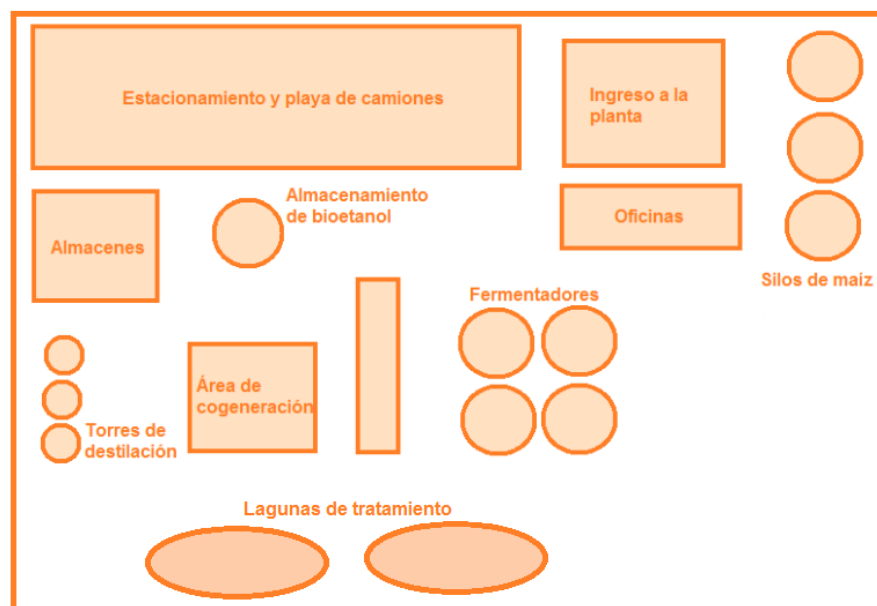 Estacionamiento y playa de camiones
Ingreso a la
planta
Almacenamiento
de bioetanol
Oficinas
Almacenes
Silos de maiz
Fermentadores
Área de
cogeneración
Torres de
destilación
Lagunas de tratamiento